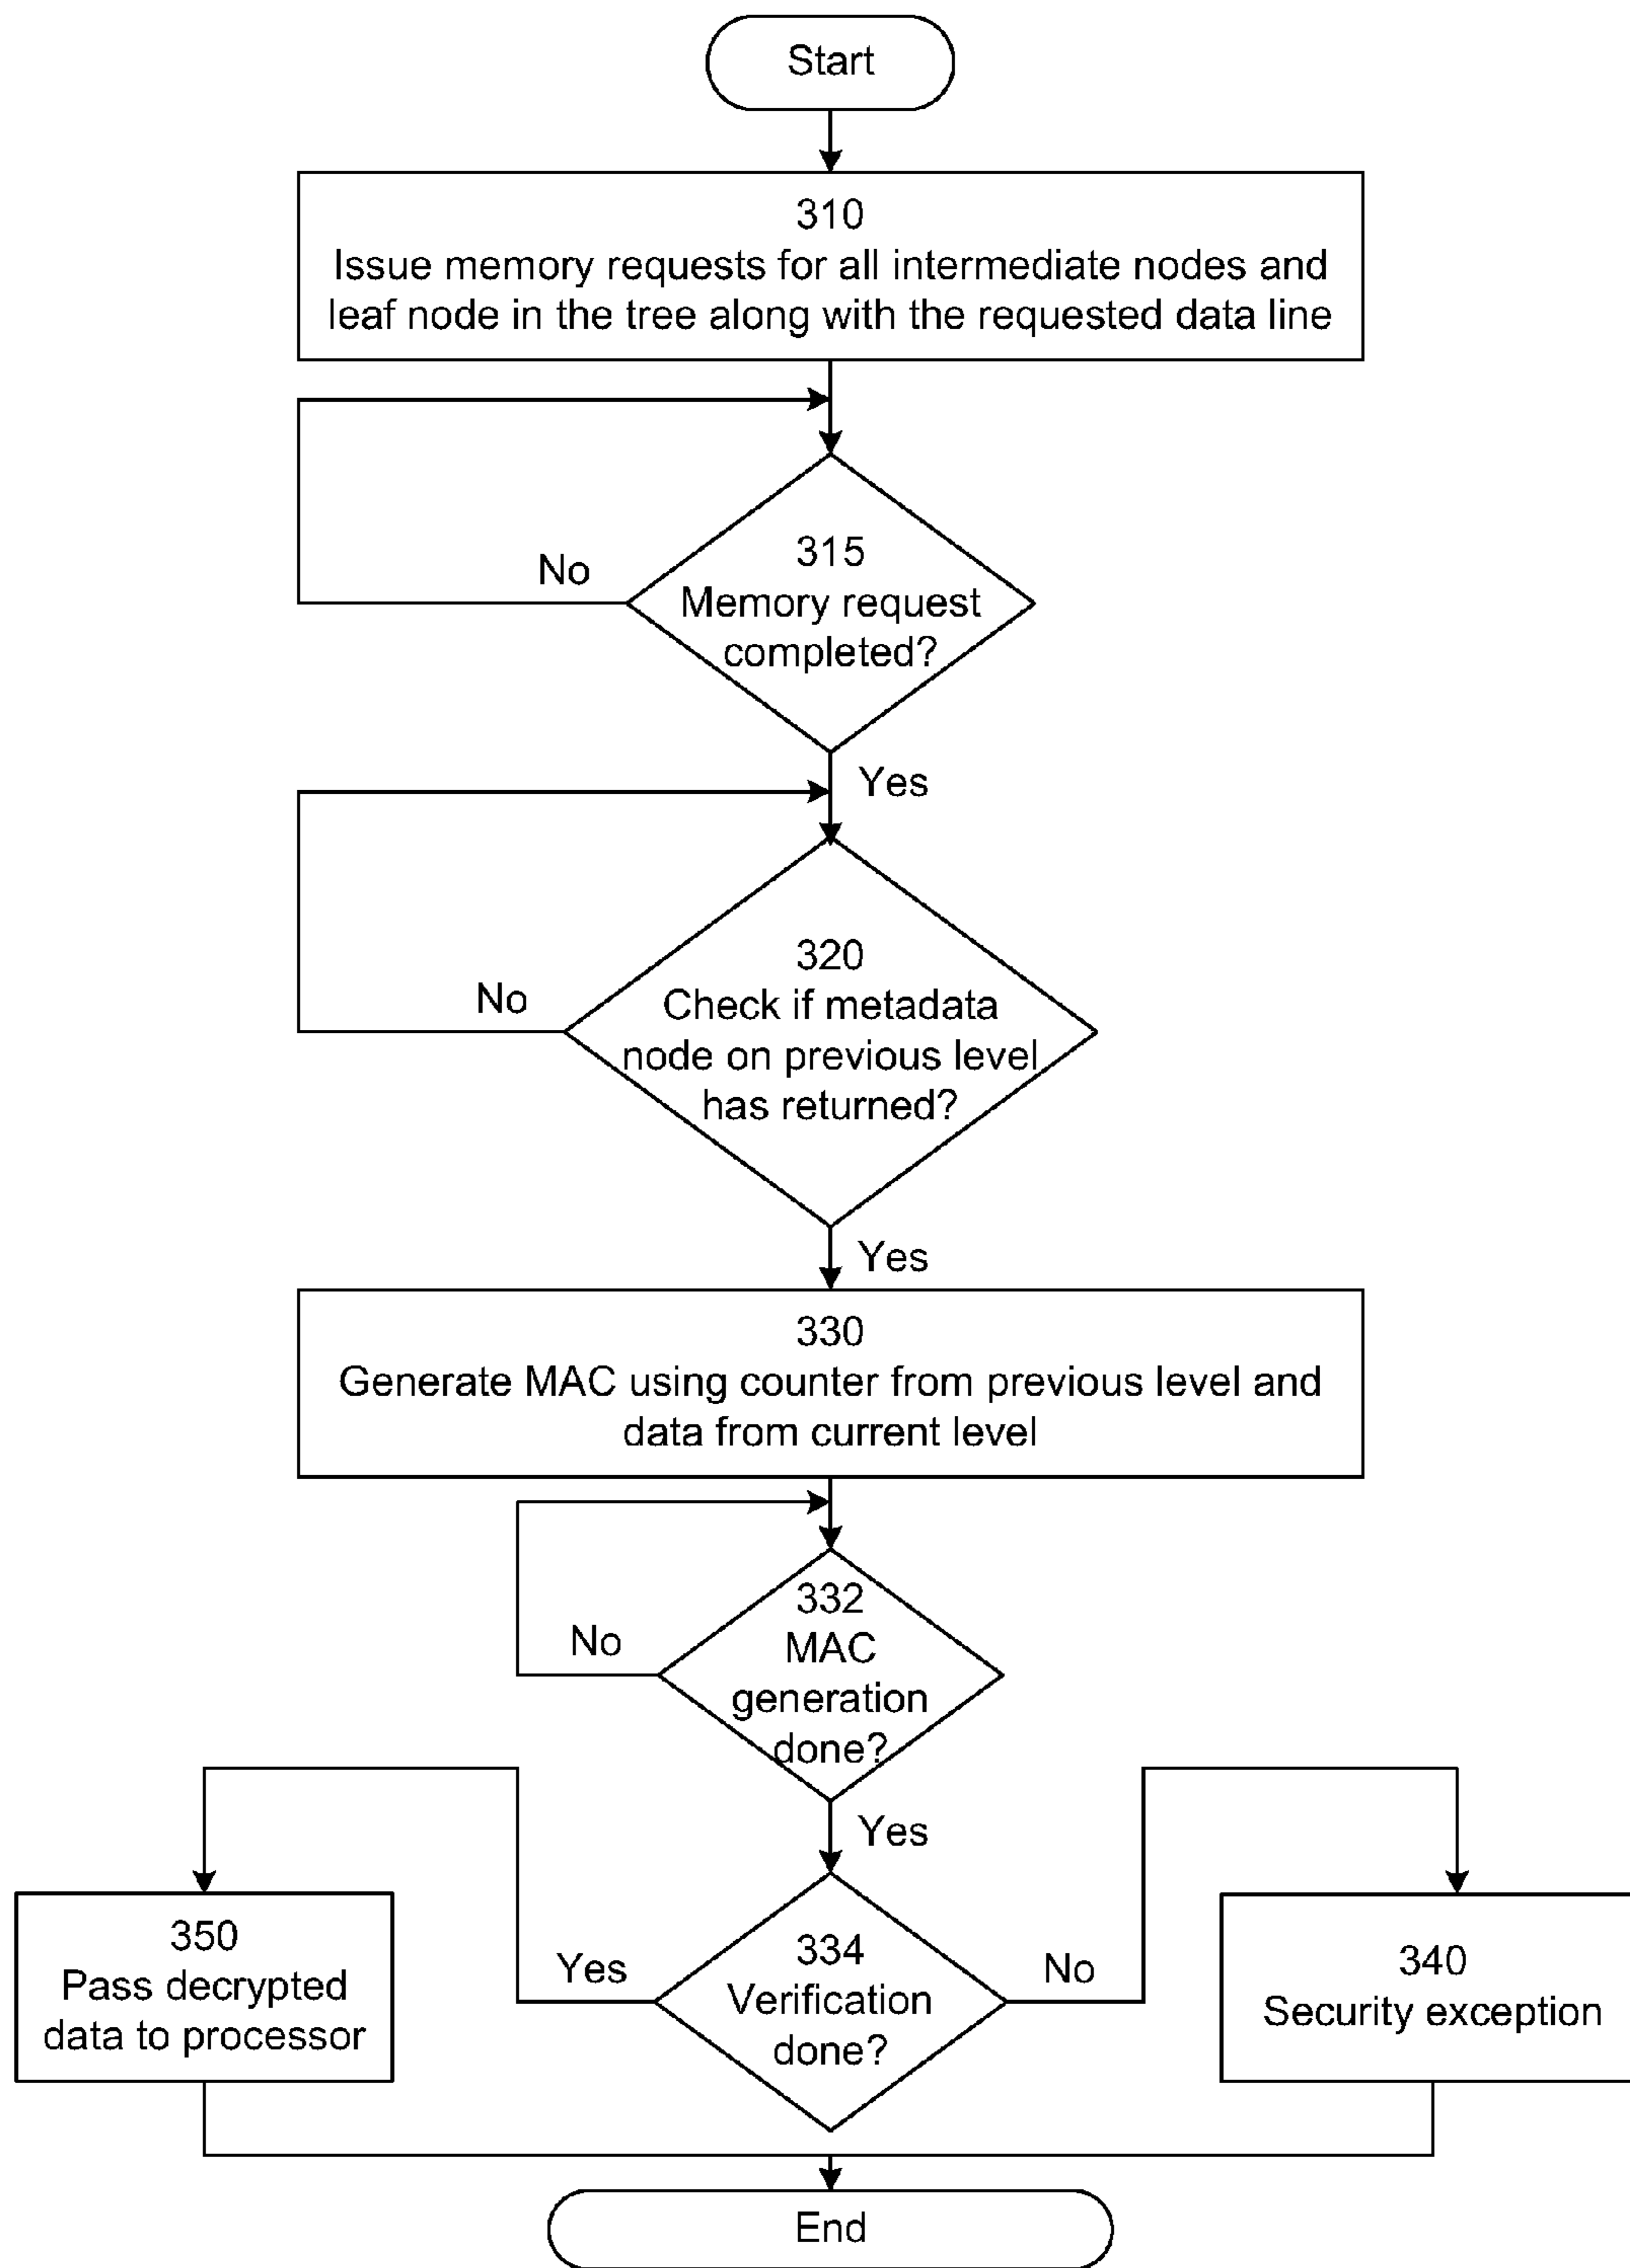 Start
310
Issue memory requests for all intermediate nodes and
leaf node in the tree along with the requested data line
No
315
Memory request
completed?
Yes
No
320
Check if metadata
node on previous level
has returned?
Yes
330
Generate MAC using counter from previous level and
data from current level
No
332
MAC
generation
done?
Yes
350
Pass decrypted
data to processor
Yes
334
Verification
done?
No
340
Security exception
End